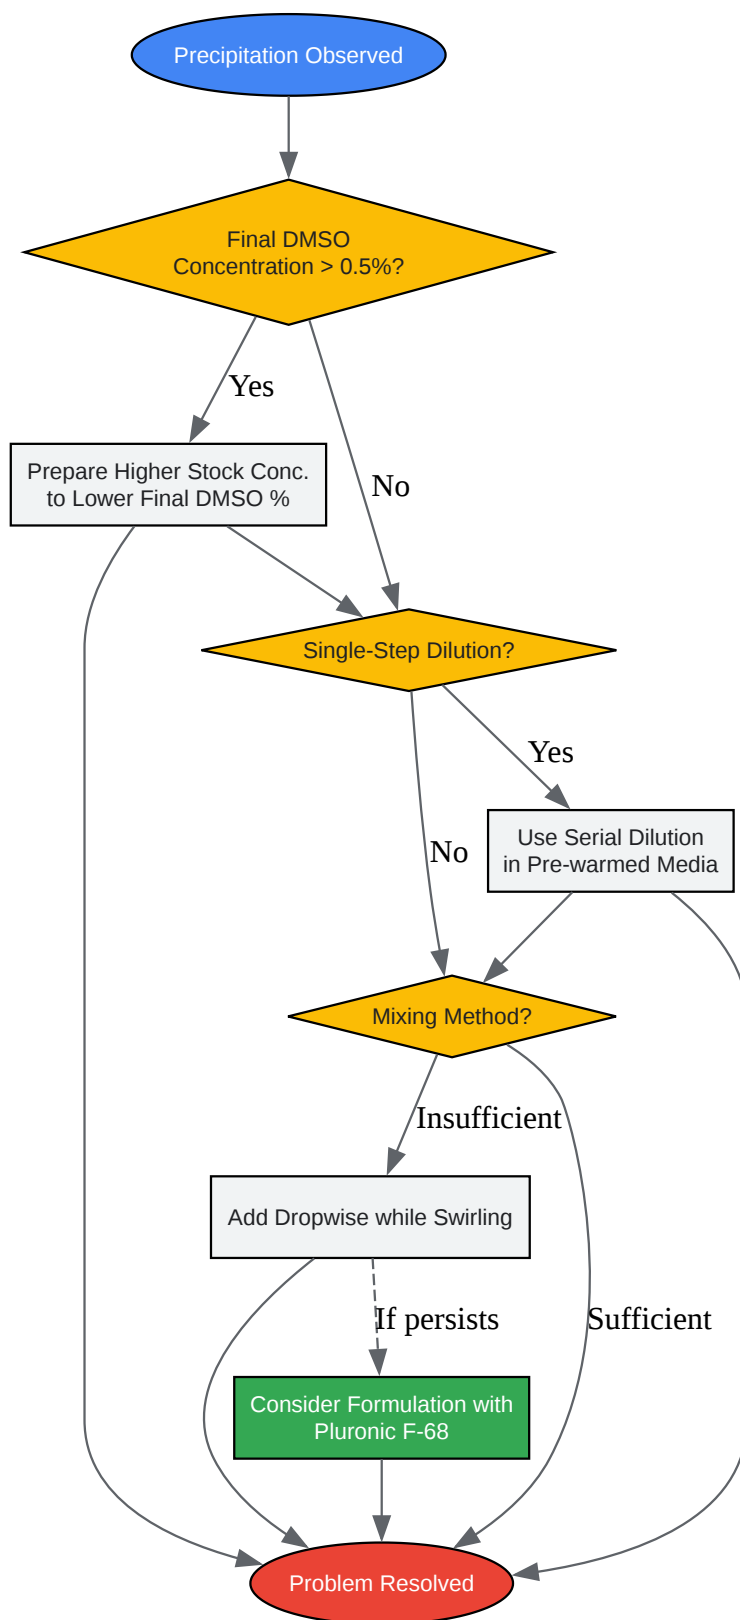 Precipitation Observed
Final DMSO
Concentration > 0.5%?
Yes
Prepare Higher Stock Conc.
to Lower Final DMSO %
No
Single-Step Dilution?
Yes
Use Serial Dilution
in Pre-warmed Media
No
Mixing Method?
Insufficient
Add Dropwise while Swirling
If persists
Sufficient
Consider Formulation with
Pluronic F-68
Problem Resolved